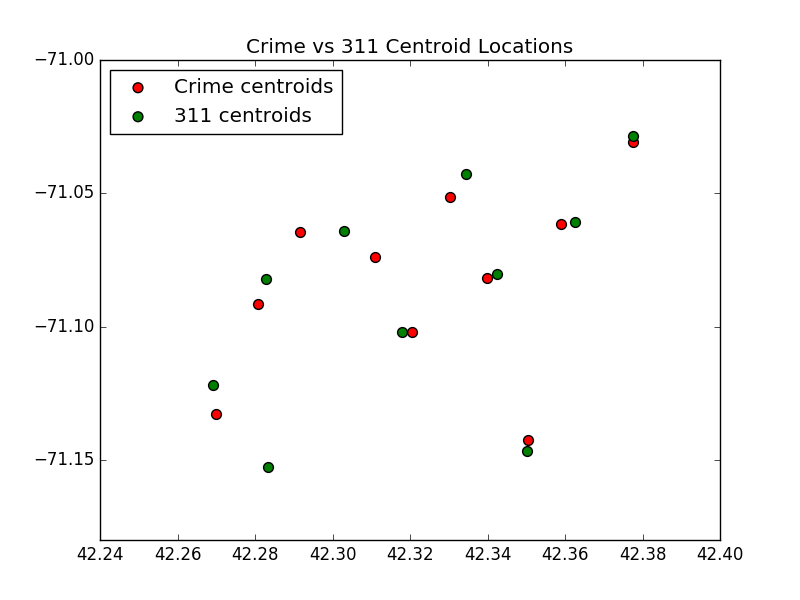 Crime vs 311 Centroid Locations
−71.00
Crime centroids
311 centroids
−71.05
−71.10
−71.15
42.24 42.26 42.28 42.30 42.32 42.34 42.36 42.38 42.40